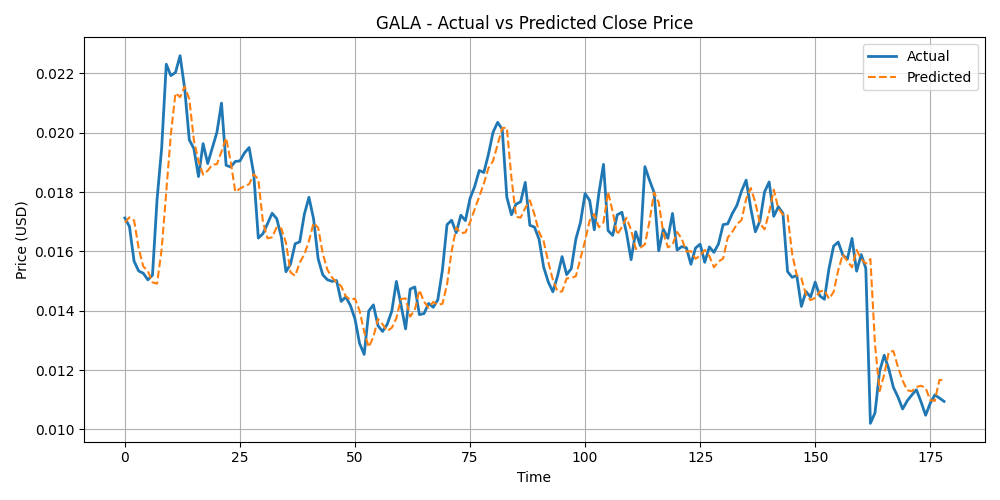 GALA - Actual vs Predicted Close Price
Actual
Predicted
Price (USD)
0.022
0.020
0.018
0.016
0.014
0.012
0.010
0 25 50 75 100 125 150 175
Time